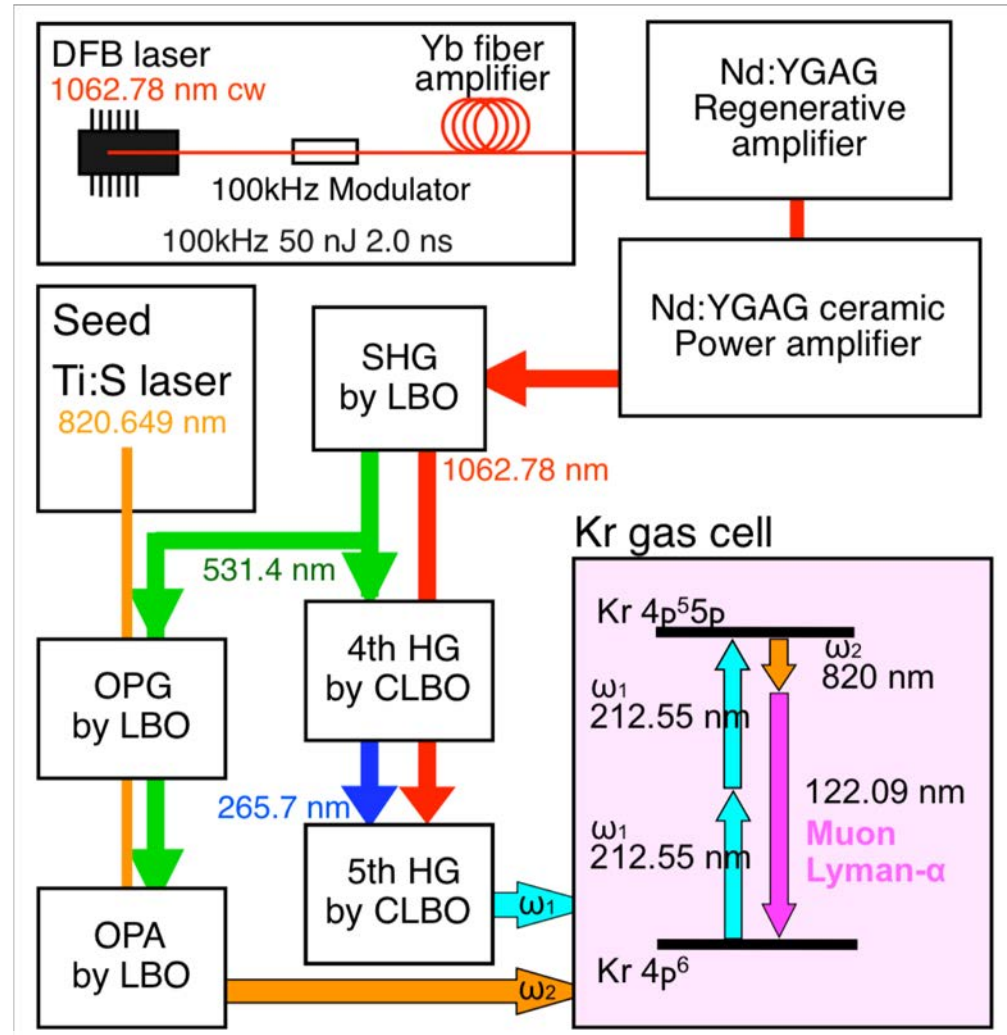 DFB laser
1062.78 nm cw
Yb fiber
amplifier
100kHz Modulator
100kHz 50 nJ 2.0 ns
Nd:YGAG
Regenerative
amplifier
Nd:YGAG ceramic
Power amplifier
Seed
Ti:S laser
820.649 nm
SHG
by LBO
1062.78 nm
531.4 nm
OPG
by LBO
4th HG
by CLBO
265.7 nm
OPA
by LBO
5th HG
by CLBO
ω₁
ω₂
Kr gas cell
Kr 4p⁵5p
ω₂
820 nm
ω₁
212.55 nm
122.09 nm
Muon
Lyman-α
ω₁
212.55 nm
Kr 4p⁶